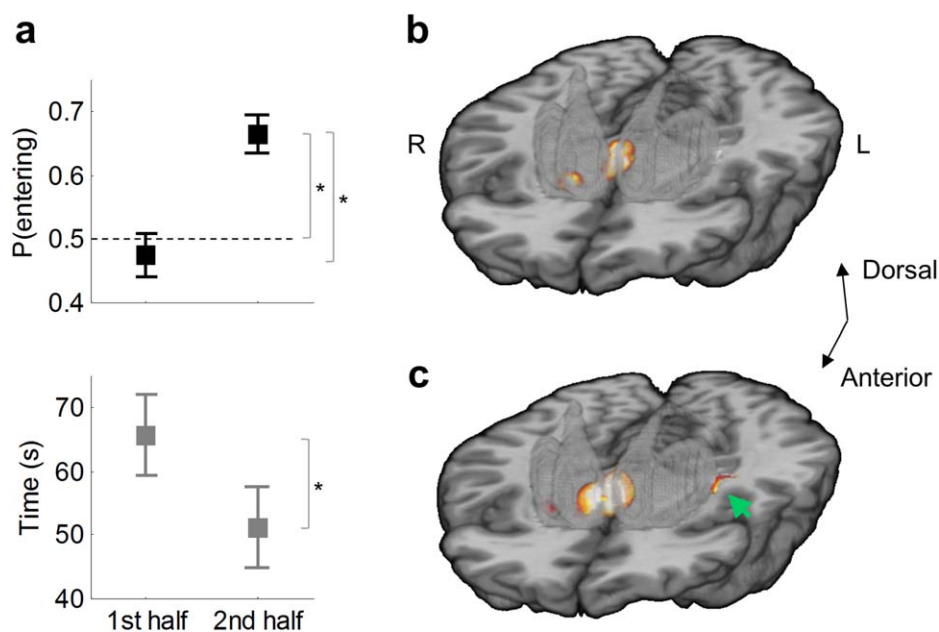 a
P(entering)
0.7
0.6
0.5
0.4
*
*
Time (s)
70
60
50
40
*
1st half 2nd half
b
R
L
Dorsal
Anterior
c